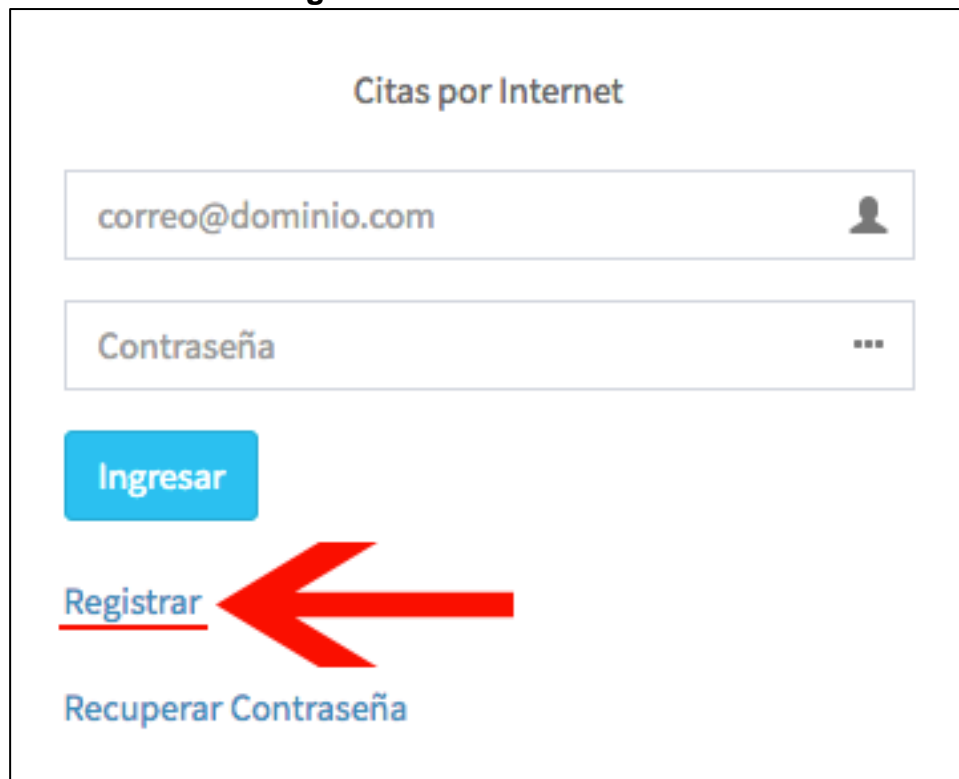 Citas por Internet
correo@dominio.com
Contraseña
Ingresar
Registrar
Recuperar Contraseña